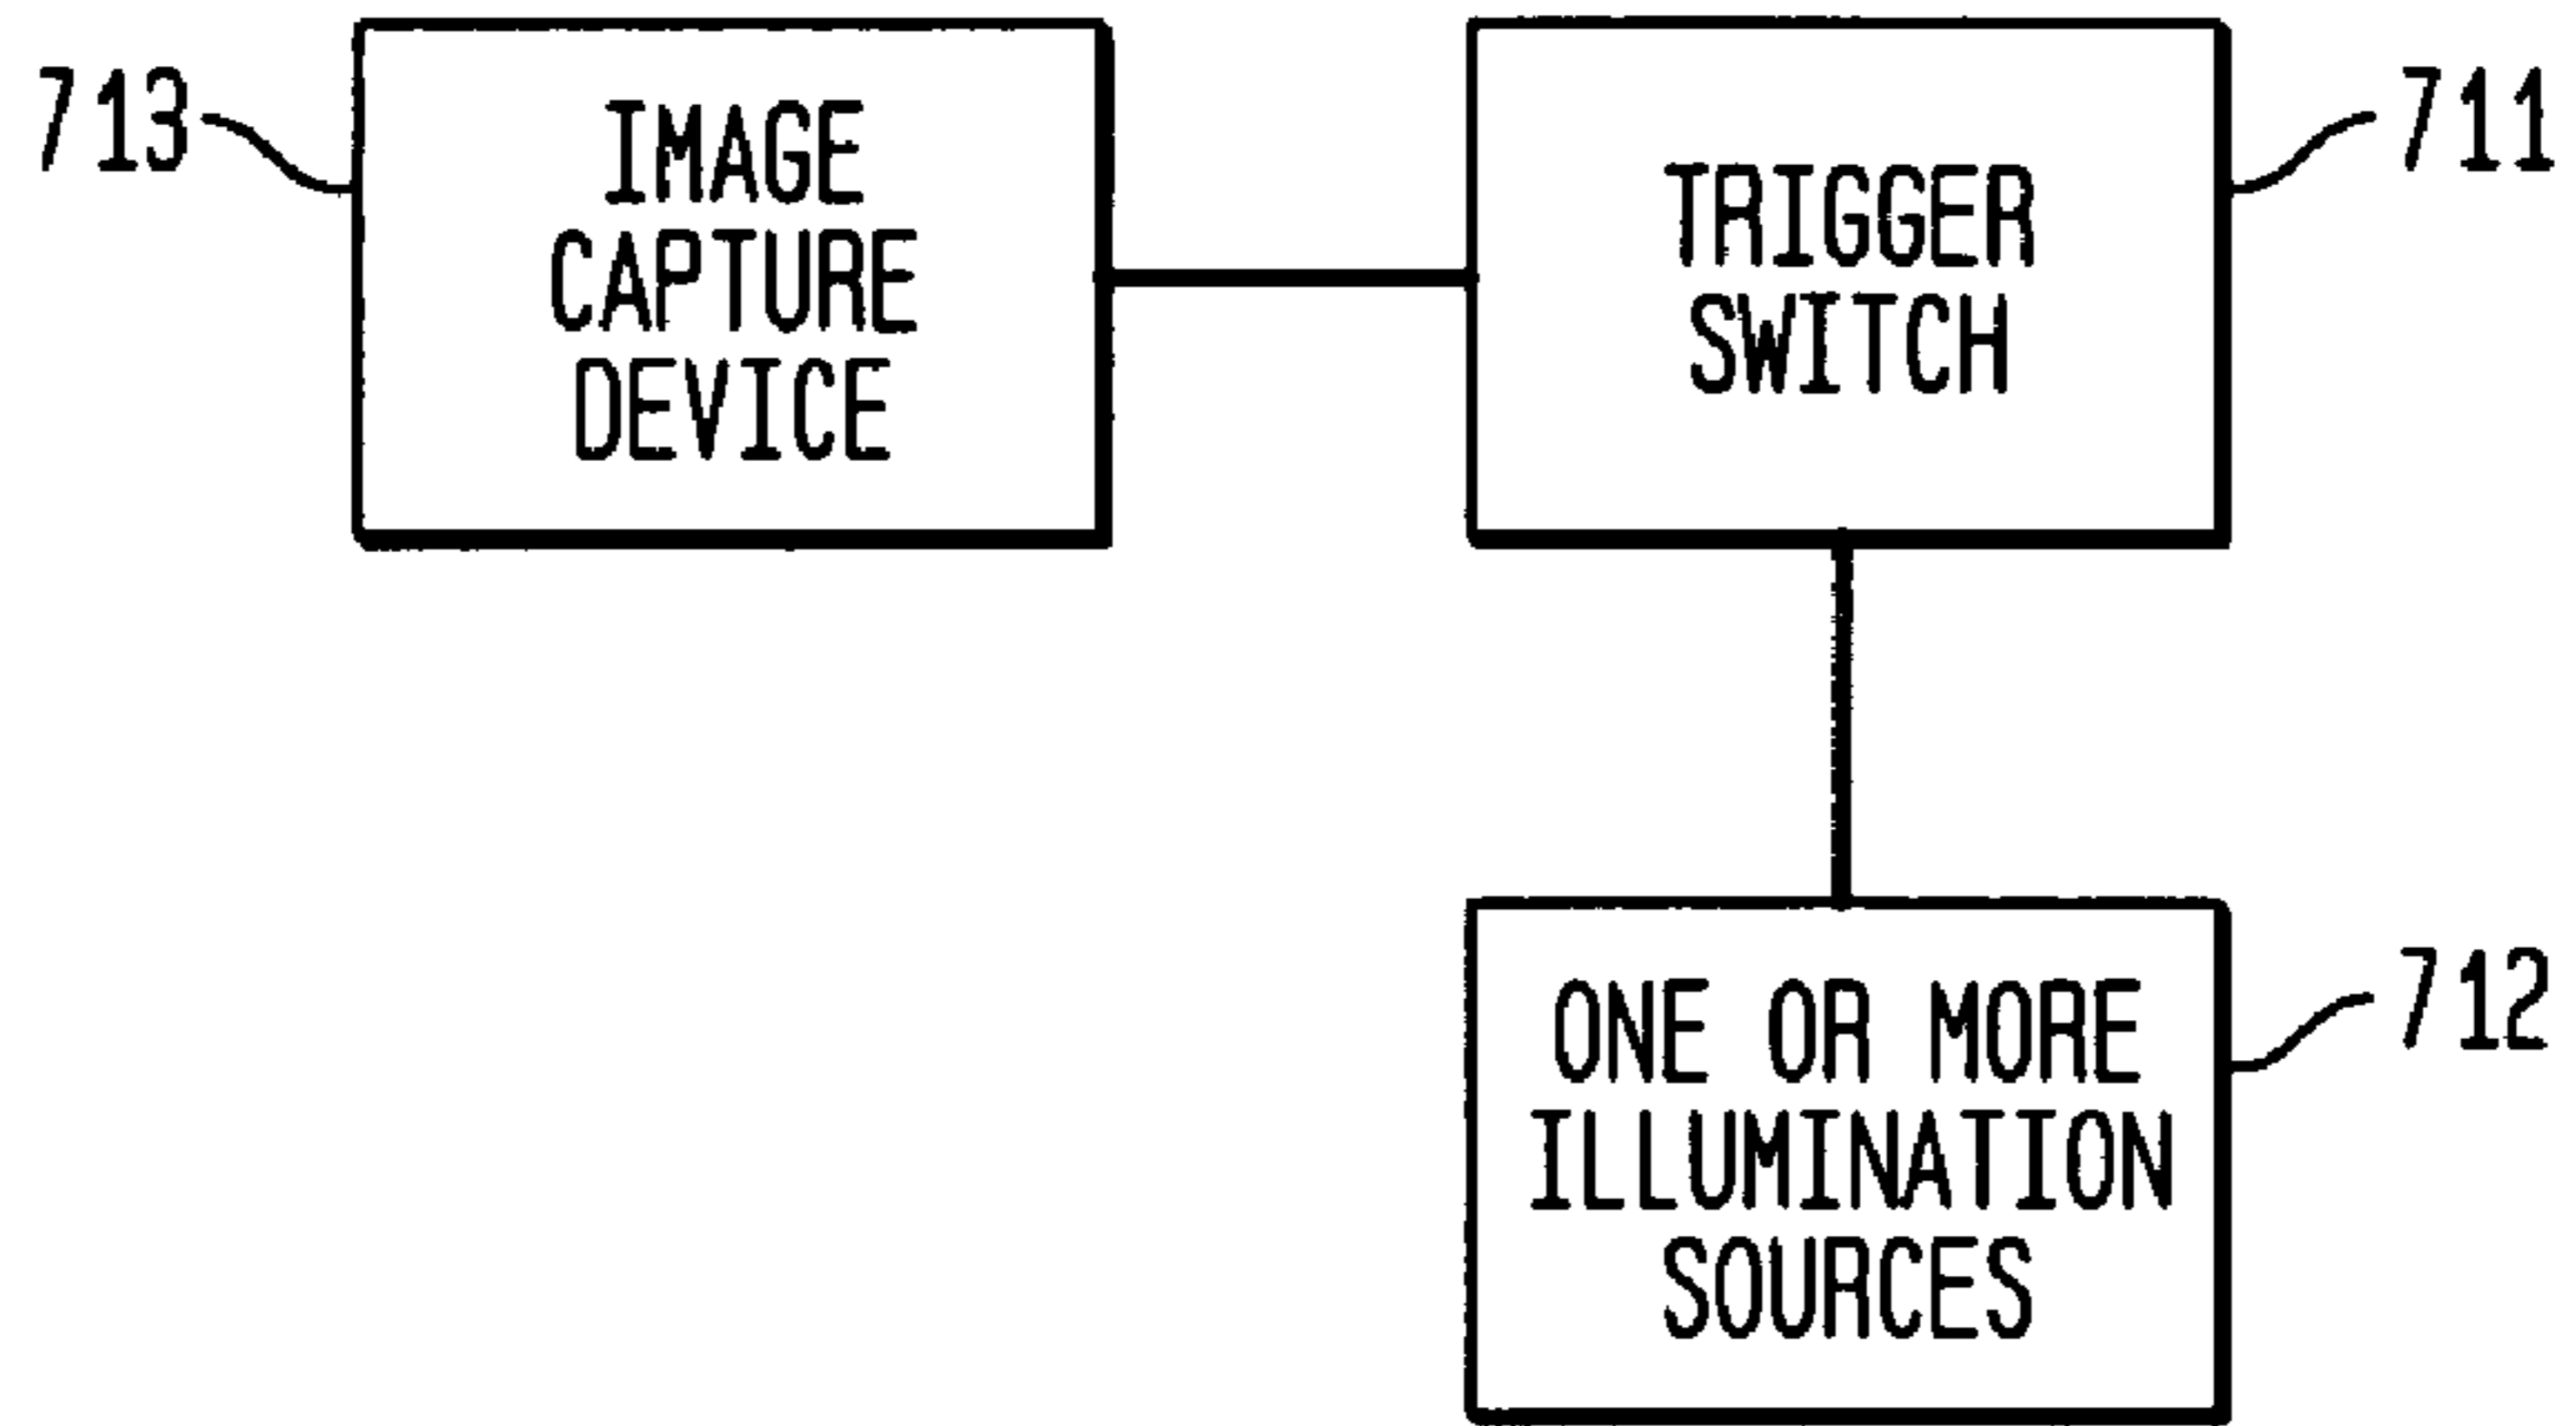 713
IMAGE
CAPTURE
DEVICE
TRIGGER
SWITCH
711
ONE OR MORE
ILLUMINATION
SOURCES
712